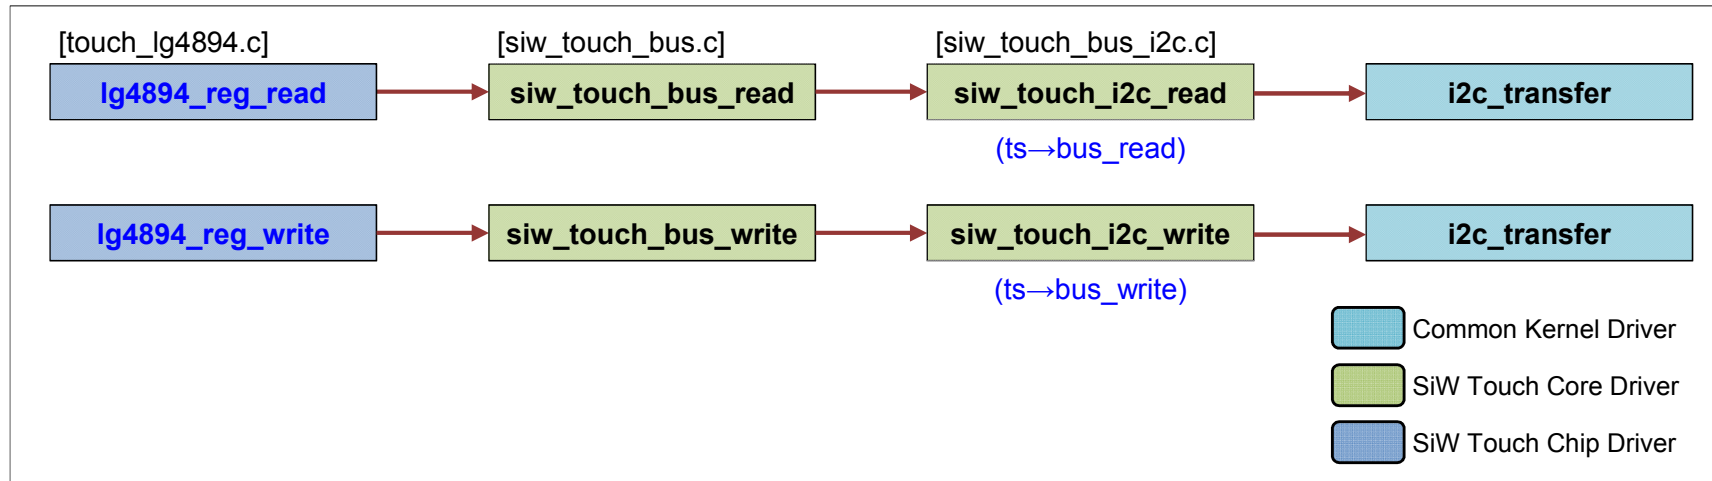 [touch_lg4894.c] [siw_touch_bus.c] [siw_touch_bus_i2c.c]
lg4894_reg_read siw_touch_bus_read siw_touch_i2c_read i2c_transfer
(ts→bus_read)
lg4894_reg_write siw_touch_bus_write siw_touch_i2c_write i2c_transfer
(ts→bus_write)
Common Kernel Driver
SiW Touch Core Driver
SiW Touch Chip Driver